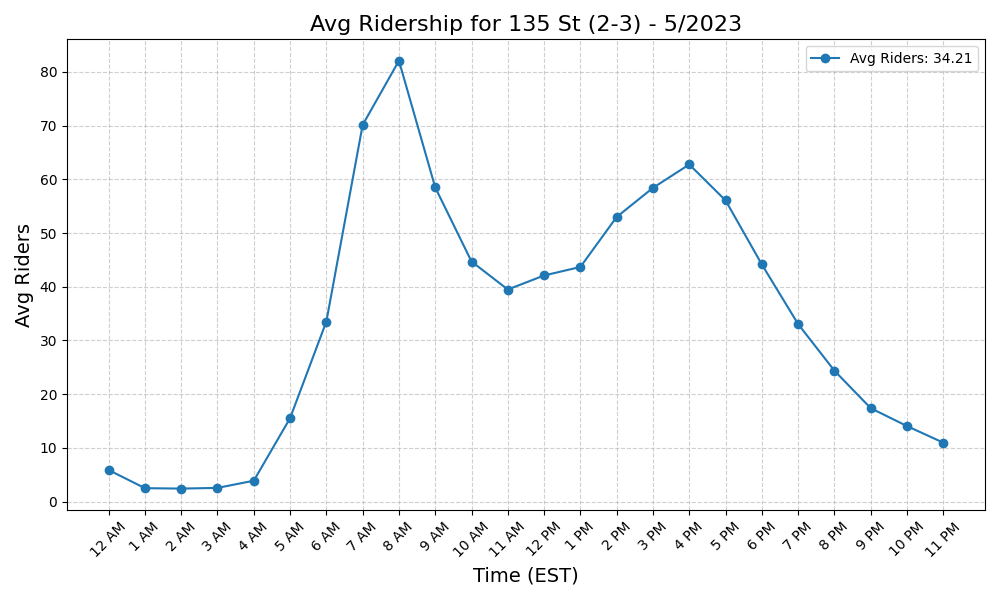 Avg Ridership for 135 St (2-3) - 5/2023
Avg Riders: 34.21
Avg Riders
80
70
60
50
40
30
20
10
0
12 AM
1 AM
2 AM
3 AM
4 AM
5 AM
6 AM
7 AM
8 AM
9 AM
10 AM
11 AM
12 PM
1 PM
2 PM
3 PM
4 PM
5 PM
6 PM
7 PM
8 PM
9 PM
10 PM
11 PM
Time (EST)